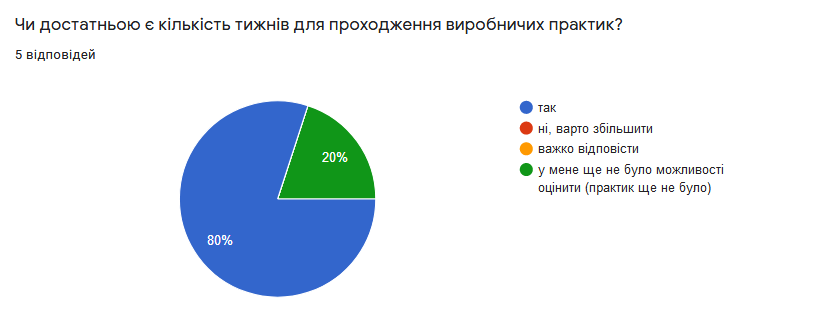 Чи достатньою є кількість тижнів для проходження виробничих практик?
5 відповідей
так
ні, варто збільшити
важко відповісти
у мене ще не було можливості
оцінити (практик ще не було)
20%
80%